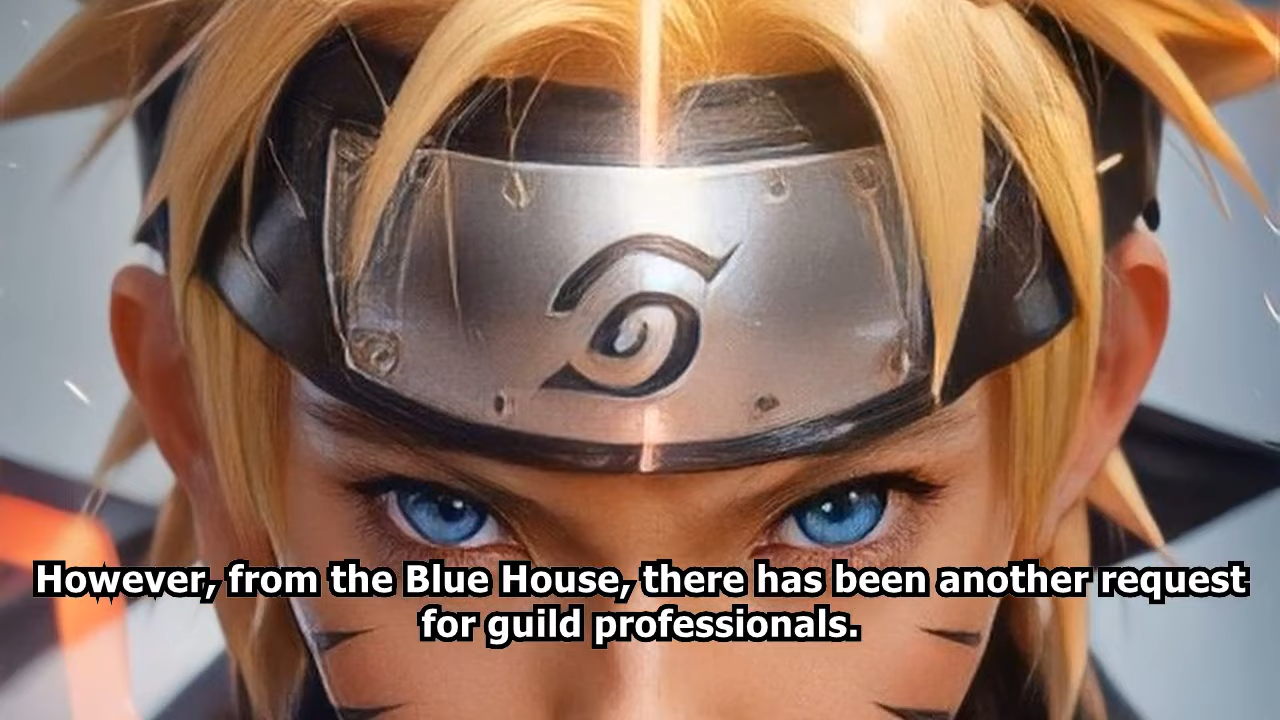 However, from the Blue House, there has been another request
for guild professionals.